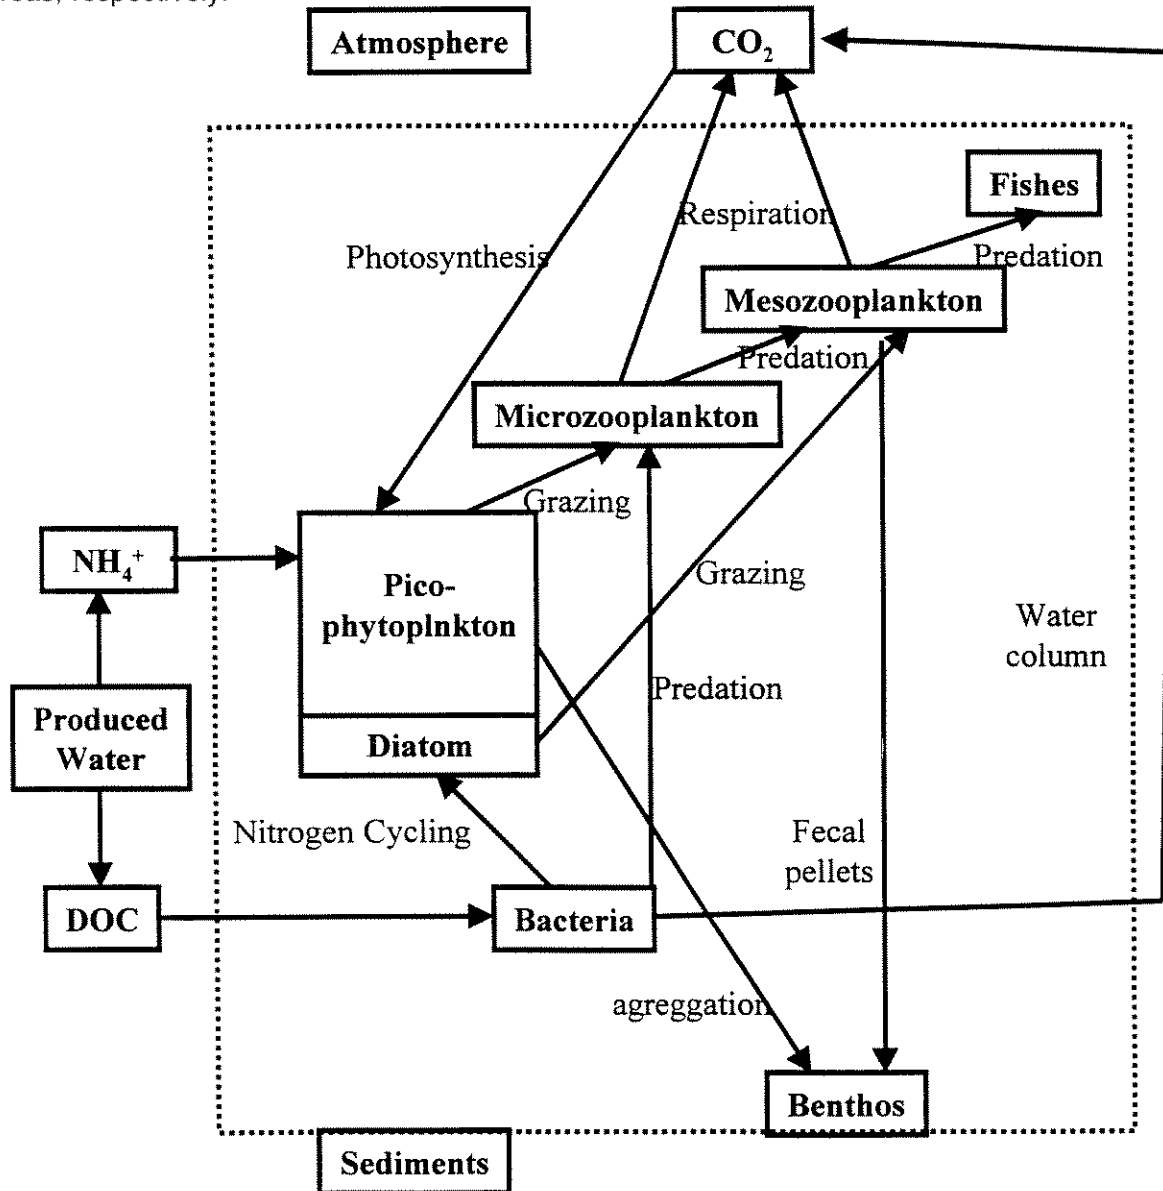 Atmosphere
CO₂
Fishes
Respiration
Photosynthesis
Predation
Mesozooplankton
Predation
Microzooplankton
Grazing
NH₄⁺
Pico-
phytoplnkton
Grazing
Water
column
Produced
Water
Predation
Diatom
Nitrogen Cycling
Fecal
pellets
DOC
Bacteria
agreggation
Benthos
Sediments